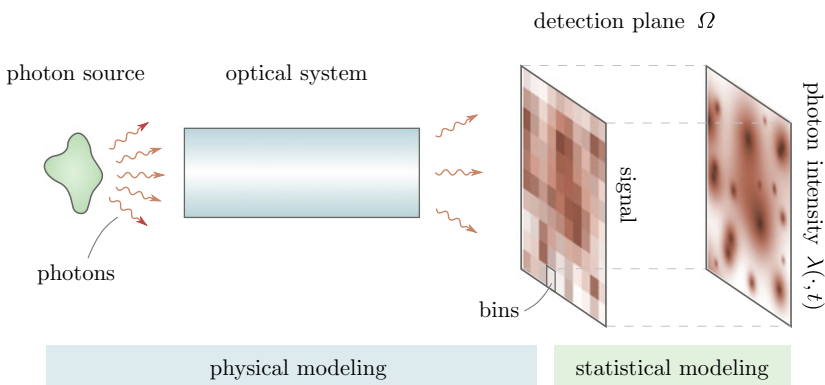 detection plane Ω
photon source
optical system
signal
photon intensity λ(·, t)
photons
bins
physical modeling
statistical modeling